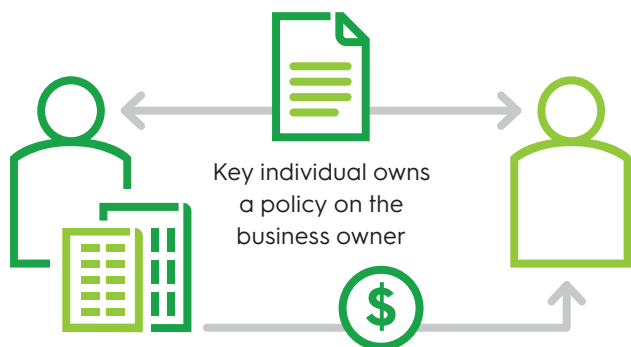 Key individual owns
a policy on the
business owner
$